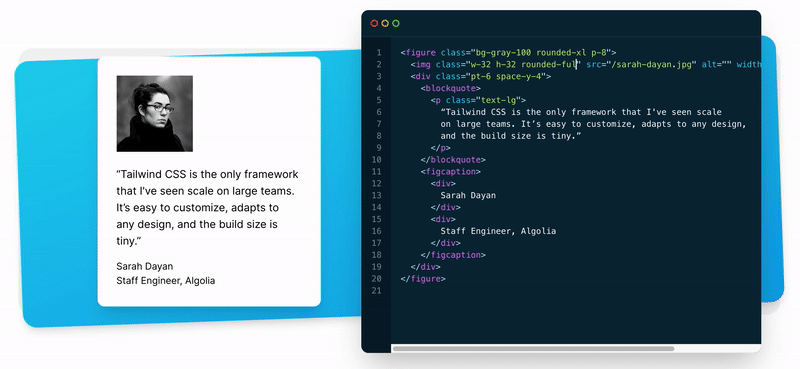 “Tailwind CSS is the only framework
that I've seen scale on large teams.
It’s easy to customize, adapts to
any design, and the build size is
tiny.”
Sarah Dayan
Staff Engineer, Algolia
1 <figure class="bg-gray-100 rounded-xl p-8">
2 <img class="w-32 h-32 rounded-ful" src="/sarah-dayan.jpg" alt="" width
3 <div class="pt-6 space-y-4">
4 <blockquote>
5 <p class="text-lg">
6 “Tailwind CSS is the only framework that I've seen scale
7 on large teams. It’s easy to customize, adapts to any design,
8 and the build size is tiny.”
9 </p>
10 </blockquote>
11 <figcaption>
12 <div>
13 Sarah Dayan
14 </div>
15 <div>
16 Staff Engineer, Algolia
17 </div>
18 </figcaption>
19 </div>
20 </figure>
21